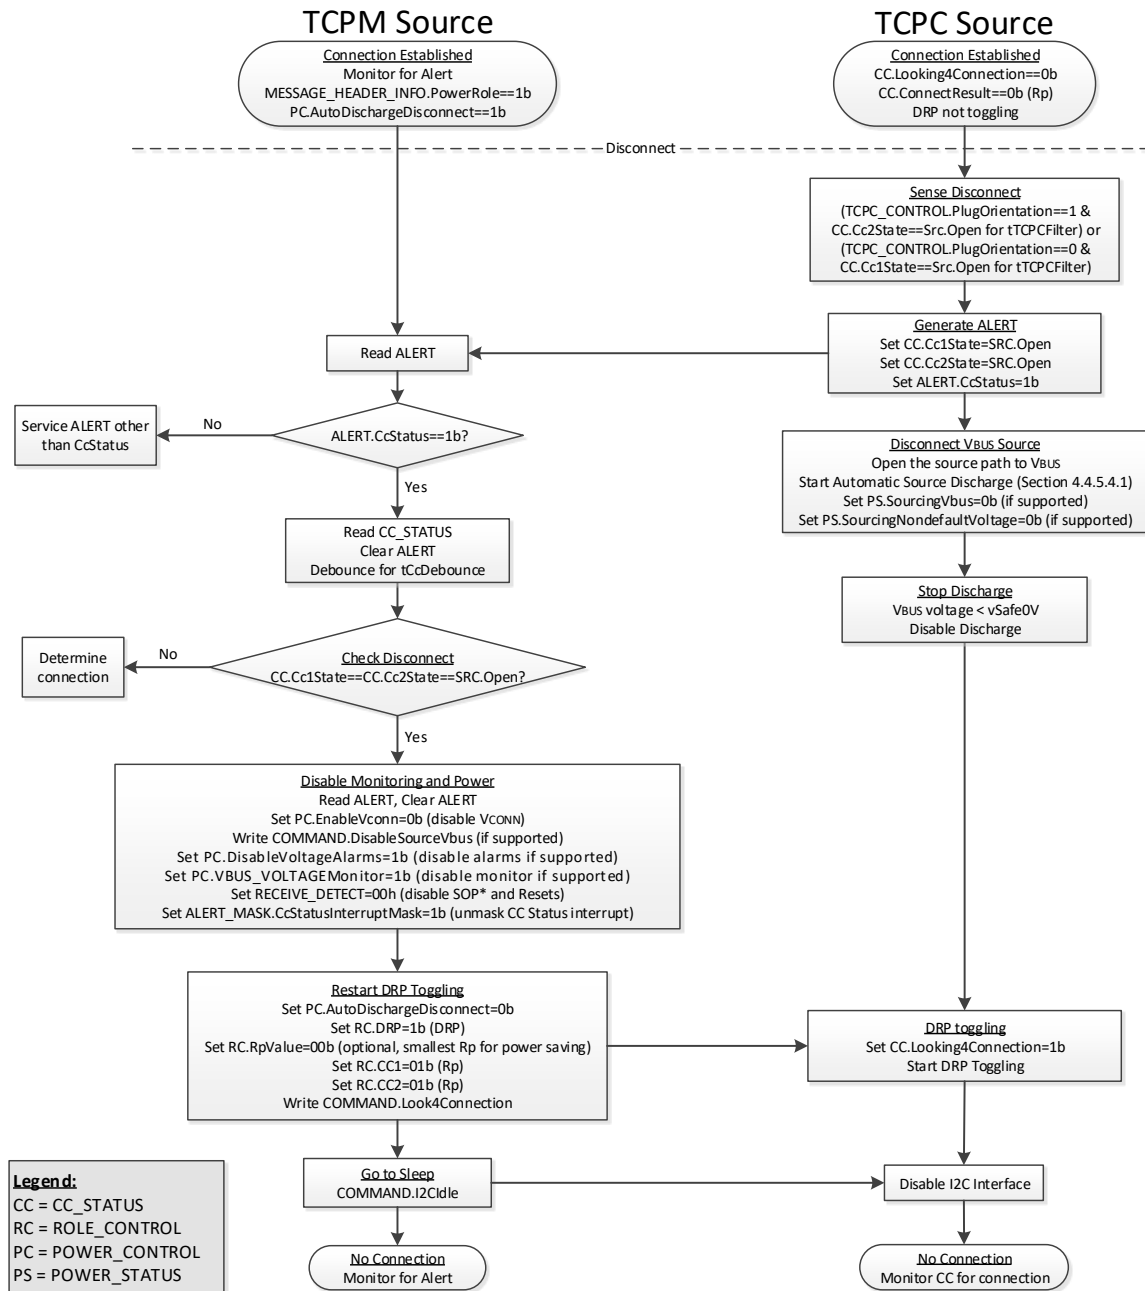 TCPM Source
TCPC Source
Connection Established
Monitor for Alert
MESSAGE_HEADER_INFO.PowerRole==1b
PC.AutoDischargeDisconnect==1b
Connection Established
CC.Looking4Connection==0b
CC.ConnectResult==0b (Rp)
DRP not toggling
Disconnect
Sense Disconnect
(TCPC_CONTROL.PlugOrientation==1 &
CC.Cc2State==Src.Open for tTCPCFilter) or
(TCPC_CONTROL.PlugOrientation==0 &
CC.Cc1State==Src.Open for tTCPCFilter)
Generate ALERT
Set CC.Cc1State=SRC.Open
Set CC.Cc2State=SRC.Open
Set ALERT.CcStatus=1b
Read ALERT
ALERT.CcStatus==1b?
No
Service ALERT other
than CcStatus
Yes
Disconnect VBUS Source
Open the source path to VBUS
Start Automatic Source Discharge (Section 4.4.5.4.1)
Set PS.SourcingVbus=0b (if supported)
Set PS.SourcingNondefaultVoltage=0b (if supported)
Read CC_STATUS
Clear ALERT
Debounce for tCcDebounce
Stop Discharge
VBUS voltage < vSafe0V
Disable Discharge
Check Disconnect
CC.Cc1State==CC.Cc2State==SRC.Open?
No
Determine
connection
Yes
Disable Monitoring and Power
Read ALERT, Clear ALERT
Set PC.EnableVconn=0b (disable VCONN)
Write COMMAND.DisableSourceVbus (if supported)
Set PC.DisableVoltageAlarms=1b (disable alarms if supported)
Set PC.VBUS_VOLTAGEMonitor=1b (disable monitor if supported)
Set RECEIVE_DETECT=00h (disable SOP* and Resets)
Set ALERT_MASK.CcStatusInterruptMask=1b (unmask CC Status interrupt)
Restart DRP Toggling
Set PC.AutoDischargeDisconnect=0b
Set RC.DRP=1b (DRP)
Set RC.RpValue=00b (optional, smallest Rp for power saving)
Set RC.CC1=01b (Rp)
Set RC.CC2=01b (Rp)
Write COMMAND.Look4Connection
DRP toggling
Set CC.Looking4Connection=1b
Start DRP Toggling
Go to Sleep
COMMAND.I2CIdle
Disable I2C Interface
No Connection
Monitor for Alert
No Connection
Monitor CC for connection
Legend:
CC = CC_STATUS
RC = ROLE_CONTROL
PC = POWER_CONTROL
PS = POWER_STATUS